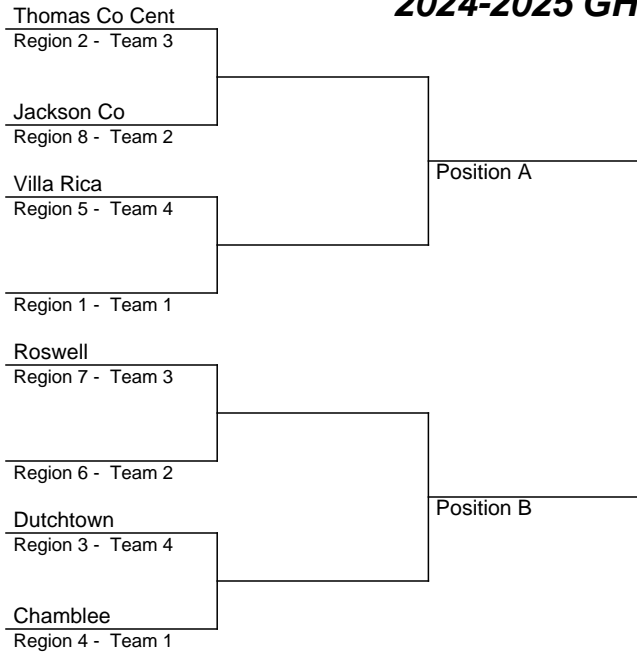 2024-2025 GH
Thomas Co Cent
Region 2 - Team 3
Jackson Co
Region 8 - Team 2
Position A
Villa Rica
Region 5 - Team 4
Region 1 - Team 1
Roswell
Region 7 - Team 3
Region 6 - Team 2
Position B
Dutchtown
Region 3 - Team 4
Chamblee
Region 4 - Team 1